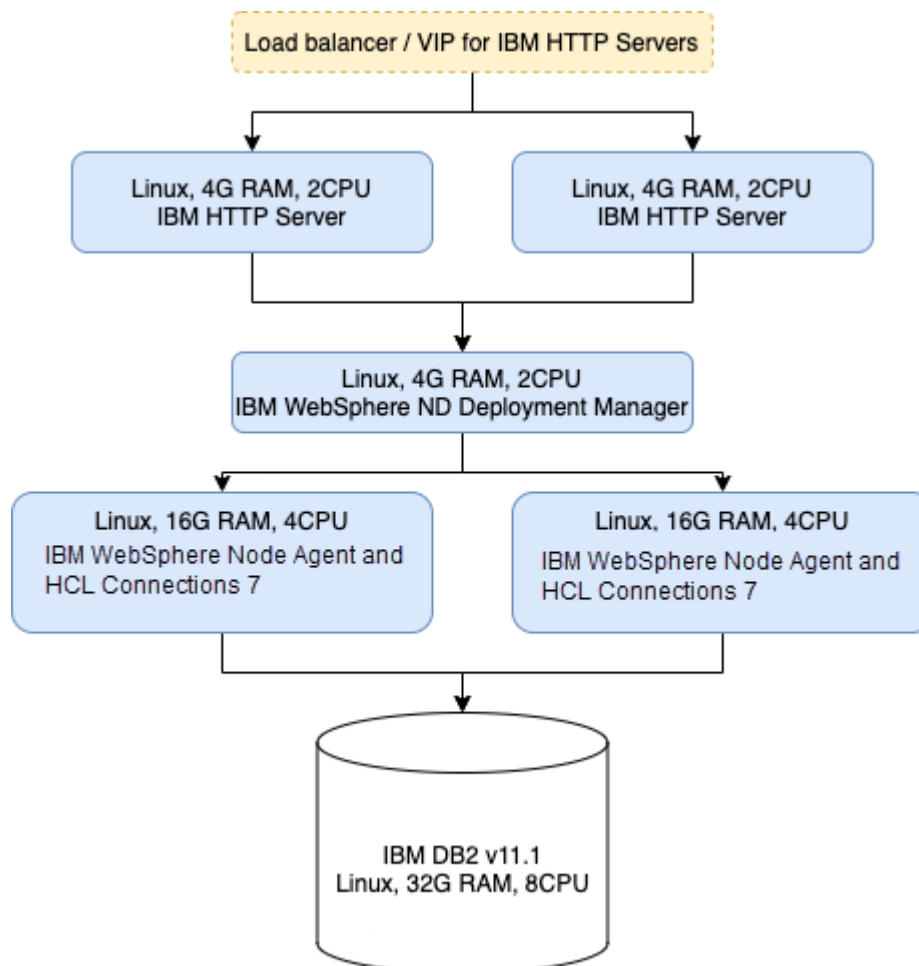 Load balancer / VIP for IBM HTTP Servers
Linux, 4G RAM, 2CPU
IBM HTTP Server
Linux, 4G RAM, 2CPU
IBM HTTP Server
Linux, 4G RAM, 2CPU
IBM WebSphere ND Deployment Manager
Linux, 16G RAM, 4CPU
IBM WebSphere Node Agent and
HCL Connections 7
Linux, 16G RAM, 4CPU
IBM WebSphere Node Agent and
HCL Connections 7
IBM DB2 v11.1
Linux, 32G RAM, 8CPU